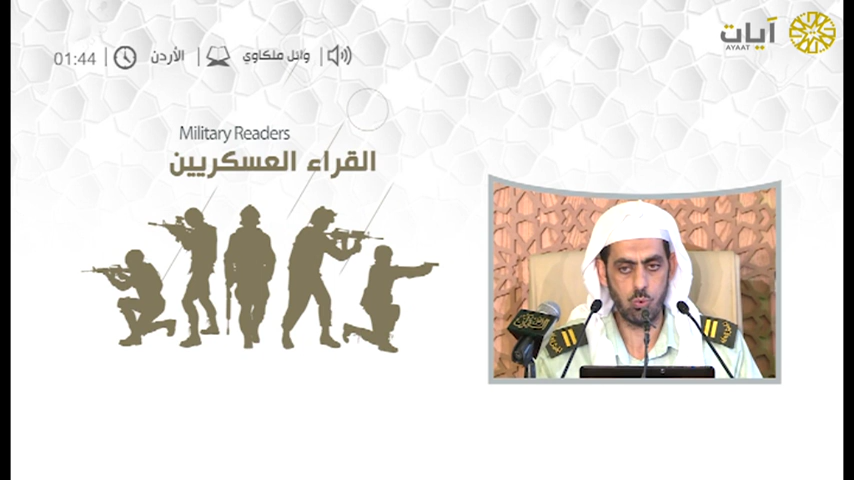 آيات
AYAAT
وائل ملكاوي | الأردن | 01:44
Military Readers
القراء العسكريين